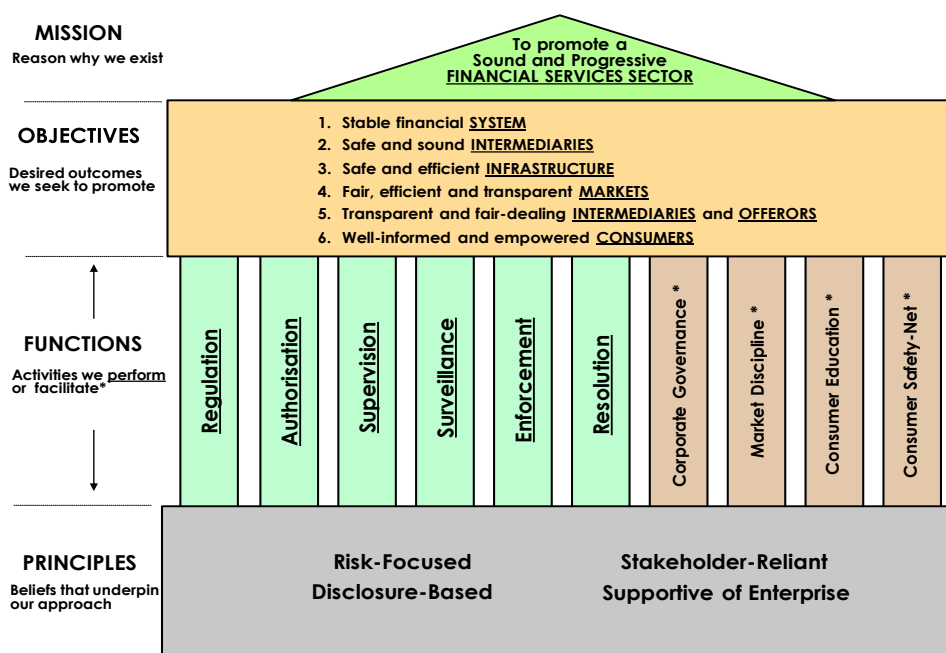 MISSION
Reason why we exist
To promote a
Sound and Progressive
FINANCIAL SERVICES SECTOR
OBJECTIVES
Desired outcomes
we seek to promote
1. Stable financial SYSTEM
2. Safe and sound INTERMEDIARIES
3. Safe and efficient INFRASTRUCTURE
4. Fair, efficient and transparent MARKETS
5. Transparent and fair-dealing INTERMEDIARIES and OFFERORS
6. Well-informed and empowered CONSUMERS
FUNCTIONS
Activities we perform
or facilitate*
Regulation
Authorisation
Supervision
Surveillance
Enforcement
Resolution
Corporate Governance *
Market Discipline *
Consumer Education *
Consumer Safety-Net *
PRINCIPLES
Beliefs that underpin
our approach
Risk-Focused
Disclosure-Based
Stakeholder-Reliant
Supportive of Enterprise